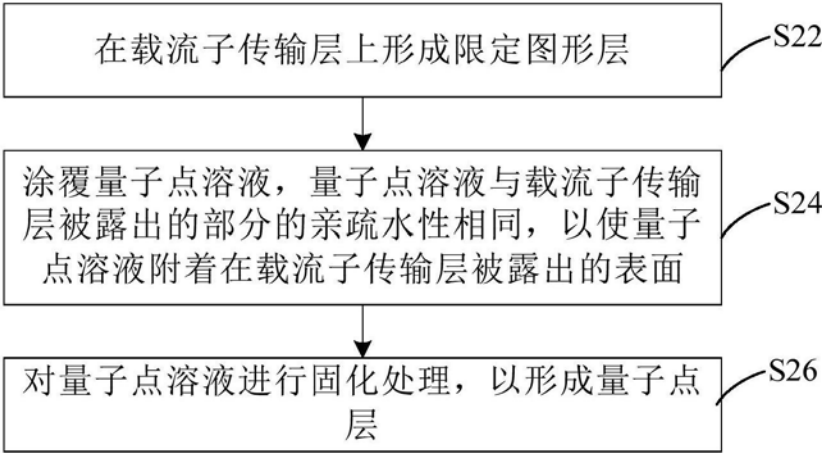 在载流子传输层上形成限定图形层
S22
涂覆量子点溶液，量子点溶液与载流子传输
层被露出的部分的亲疏水性相同，以使量子
点溶液附着在载流子传输层被露出的表面
S24
对量子点溶液进行固化处理，以形成量子点
层
S26